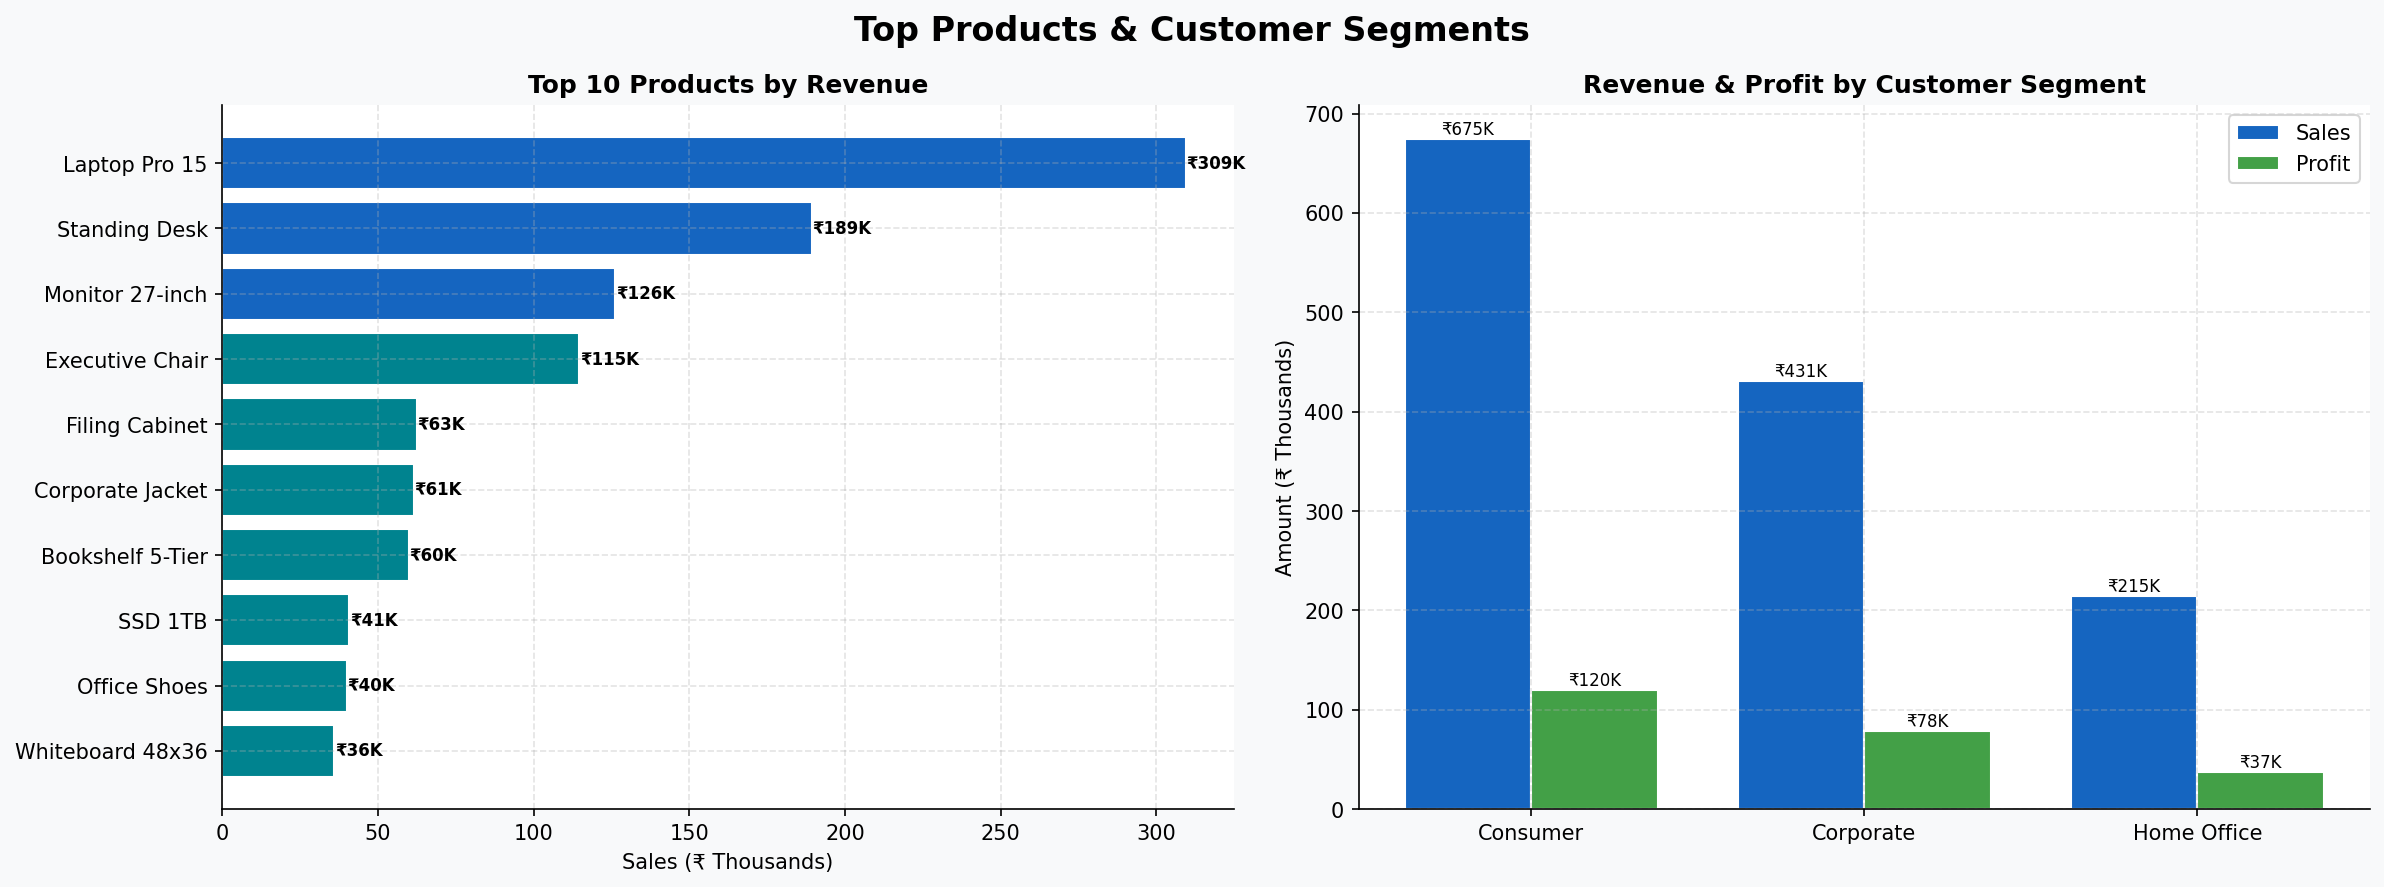 Top Products & Customer Segments
Top 10 Products by Revenue
Laptop Pro 15
₹309K
Standing Desk
₹189K
Monitor 27-inch
₹126K
Executive Chair
₹115K
Filing Cabinet
₹63K
Corporate Jacket
₹61K
Bookshelf 5-Tier
₹60K
SSD 1TB
₹41K
Office Shoes
₹40K
Whiteboard 48x36
₹36K
0 50 100 150 200 250 300
Sales (₹ Thousands)
Revenue & Profit by Customer Segment
Sales
Profit
Amount (₹ Thousands)
700
600
500
400
300
200
100
0
₹675K
₹120K
₹431K
₹78K
₹215K
₹37K
Consumer Corporate Home Office